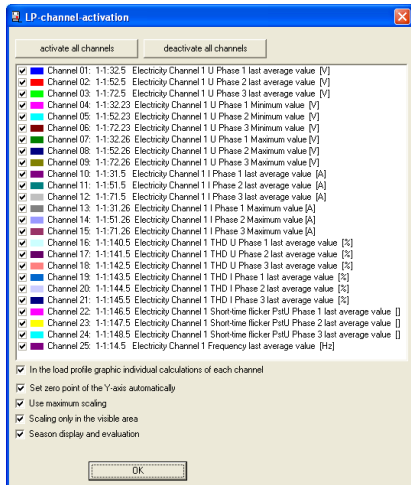 LP-channel-activation
activate all channels deactivate all channels
Channel 01: 1-1:32.5 Electricity Channel 1 U Phase 1 last average value [V]
Channel 02: 1-1:52.5 Electricity Channel 1 U Phase 2 last average value [V]
Channel 03: 1-1:72.5 Electricity Channel 1 U Phase 3 last average value [V]
Channel 04: 1-1:32.23 Electricity Channel 1 U Phase 1 Minimum value [V]
Channel 05: 1-1:52.23 Electricity Channel 1 U Phase 2 Minimum value [V]
Channel 06: 1-1:72.23 Electricity Channel 1 U Phase 3 Minimum value [V]
Channel 07: 1-1:32.26 Electricity Channel 1 U Phase 1 Maximum value [V]
Channel 08: 1-1:52.26 Electricity Channel 1 U Phase 2 Maximum value [V]
Channel 09: 1-1:72.26 Electricity Channel 1 U Phase 3 Maximum value [V]
Channel 10: 1-1:31.5 Electricity Channel 1 I Phase 1 last average value [A]
Channel 11: 1-1:51.5 Electricity Channel 1 I Phase 2 last average value [A]
Channel 12: 1-1:71.5 Electricity Channel 1 I Phase 3 last average value [A]
Channel 13: 1-1:31.26 Electricity Channel 1 I Phase 1 Maximum value [A]
Channel 14: 1-1:51.26 Electricity Channel 1 I Phase 2 Maximum value [A]
Channel 15: 1-1:71.26 Electricity Channel 1 I Phase 3 Maximum value [A]
Channel 16: 1-1:140.5 Electricity Channel 1 THD U Phase 1 last average value [%]
Channel 17: 1-1:141.5 Electricity Channel 1 THD U Phase 2 last average value [%]
Channel 18: 1-1:142.5 Electricity Channel 1 THD U Phase 3 last average value [%]
Channel 19: 1-1:143.5 Electricity Channel 1 THD I Phase 1 last average value [%]
Channel 20: 1-1:144.5 Electricity Channel 1 THD I Phase 2 last average value [%]
Channel 21: 1-1:145.5 Electricity Channel 1 THD I Phase 3 last average value [%]
Channel 22: 1-1:146.5 Electricity Channel 1 Short-time flicker PstU Phase 1 last average value []
Channel 23: 1-1:147.5 Electricity Channel 1 Short-time flicker PstU Phase 2 last average value []
Channel 24: 1-1:148.5 Electricity Channel 1 Short-time flicker PstU Phase 3 last average value []
Channel 25: 1-1:14.5 Electricity Channel 1 Frequency last average value [Hz]
In the load profile graphic individual calculations of each channel
Set zero point of the Y-axis automatically
Use maximum scaling
Scaling only in the visible area
Season display and evaluation
OK